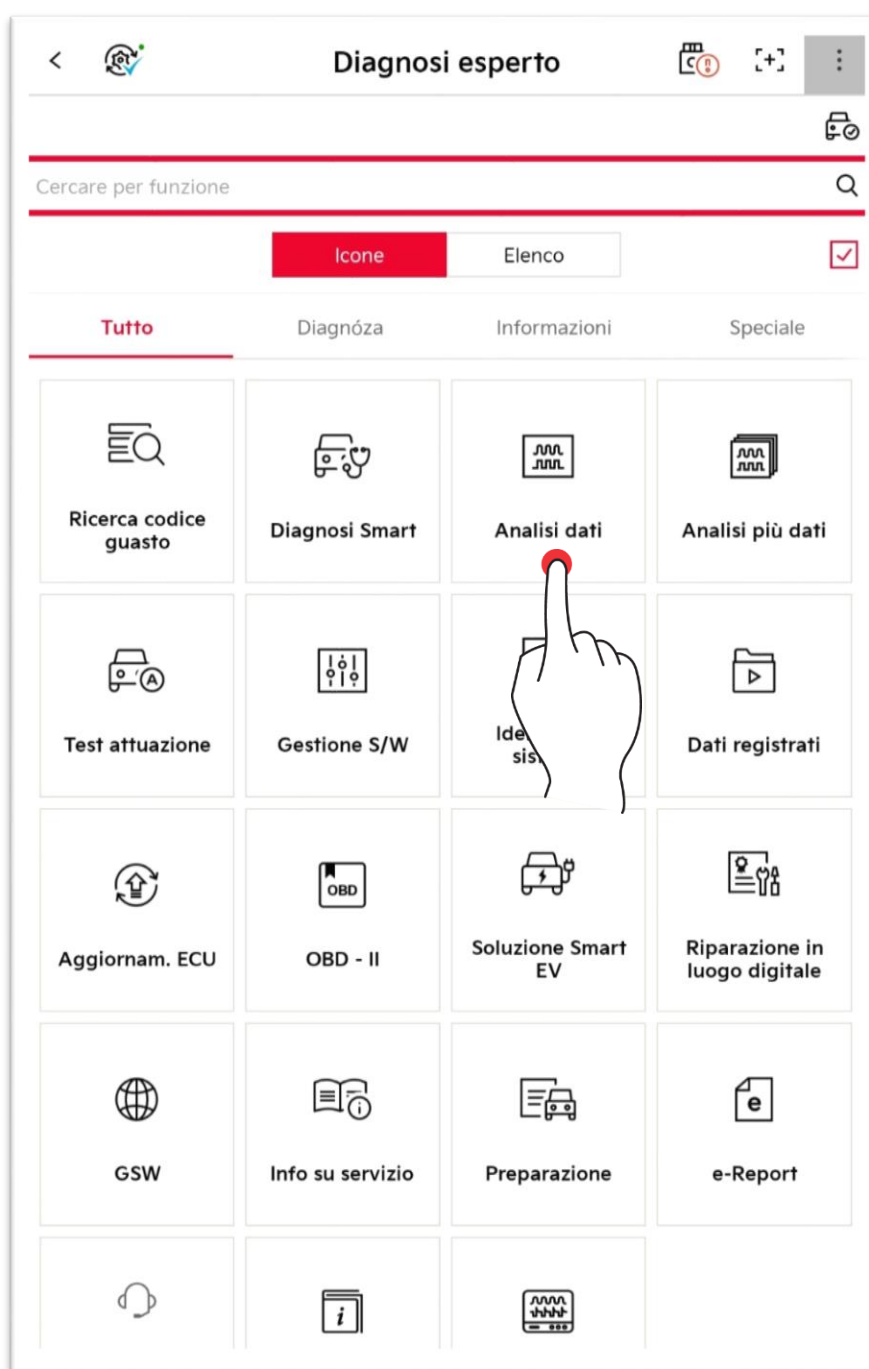 Diagnosi esperto
Cercare per funzione
Icone
Elenco
Tutto
Diagnóza
Informazioni
Speciale
Ricerca codice
guasto
Diagnosi Smart
Analisi dati
Analisi più dati
Test attuazione
Gestione S/W
Dati registrati
Aggiornam. ECU
OBD
OBD - II
Soluzione Smart
EV
Riparazione in
luogo digitale
GSW
Info su servizio
Preparazione
e
e-Report
i